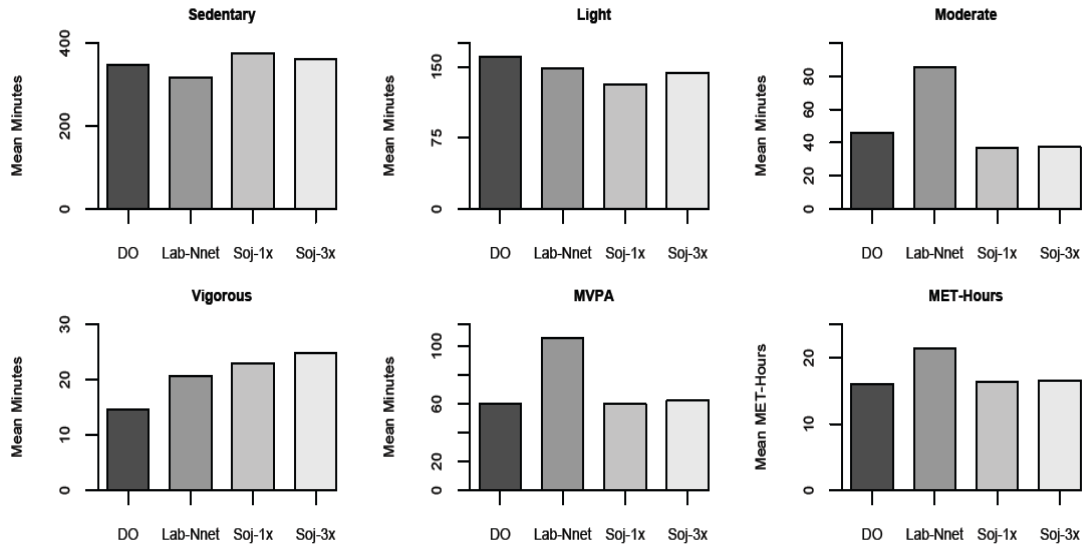 Sedentary
Mean Minutes
400
200
0
DO Lab-Nnet Soj-1x Soj-3x
Light
Mean Minutes
150
75
0
DO Lab-Nnet Soj-1x Soj-3x
Moderate
Mean Minutes
80
60
40
20
0
DO Lab-Nnet Soj-1x Soj-3x
Vigorous
Mean Minutes
30
20
10
0
DO Lab-Nnet Soj-1x Soj-3x
MVPA
Mean Minutes
100
60
20
0
DO Lab-Nnet Soj-1x Soj-3x
MET-Hours
Mean MET-Hours
20
10
0
DO Lab-Nnet Soj-1x Soj-3x